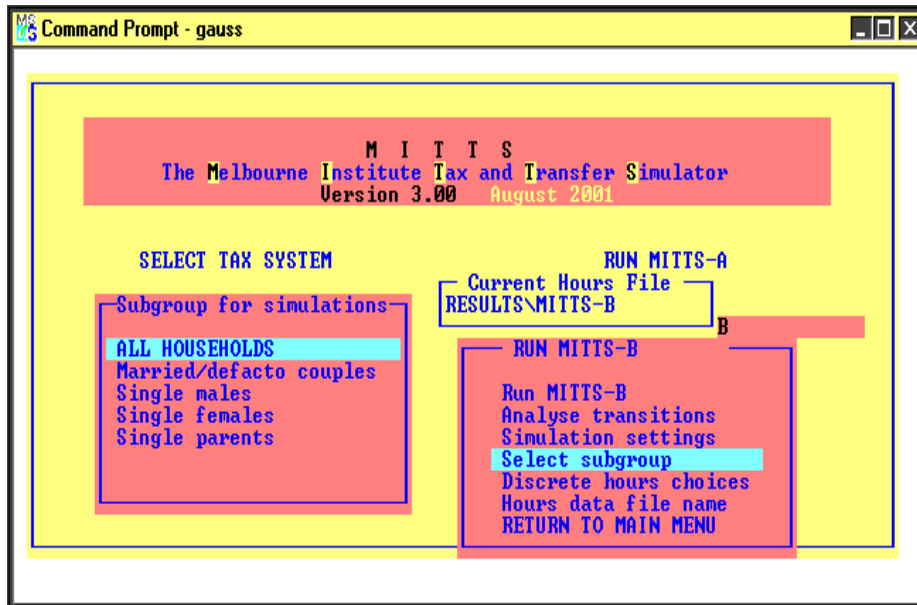 Command Prompt - gauss
M I T T S
The Melbourne Institute Tax and Transfer Simulator
Version 3.00 August 2001
SELECT TAX SYSTEM
RUN MITTS-A
Subgroup for simulations
ALL HOUSEHOLDS
Married/defacto couples
Single males
Single females
Single parents
Current Hours File
RESULTS\MITTS-B
B
RUN MITTS-B
Run MITTS-B
Analyse transitions
Simulation settings
Select subgroup
Discrete hours choices
Hours data file name
RETURN TO MAIN MENU